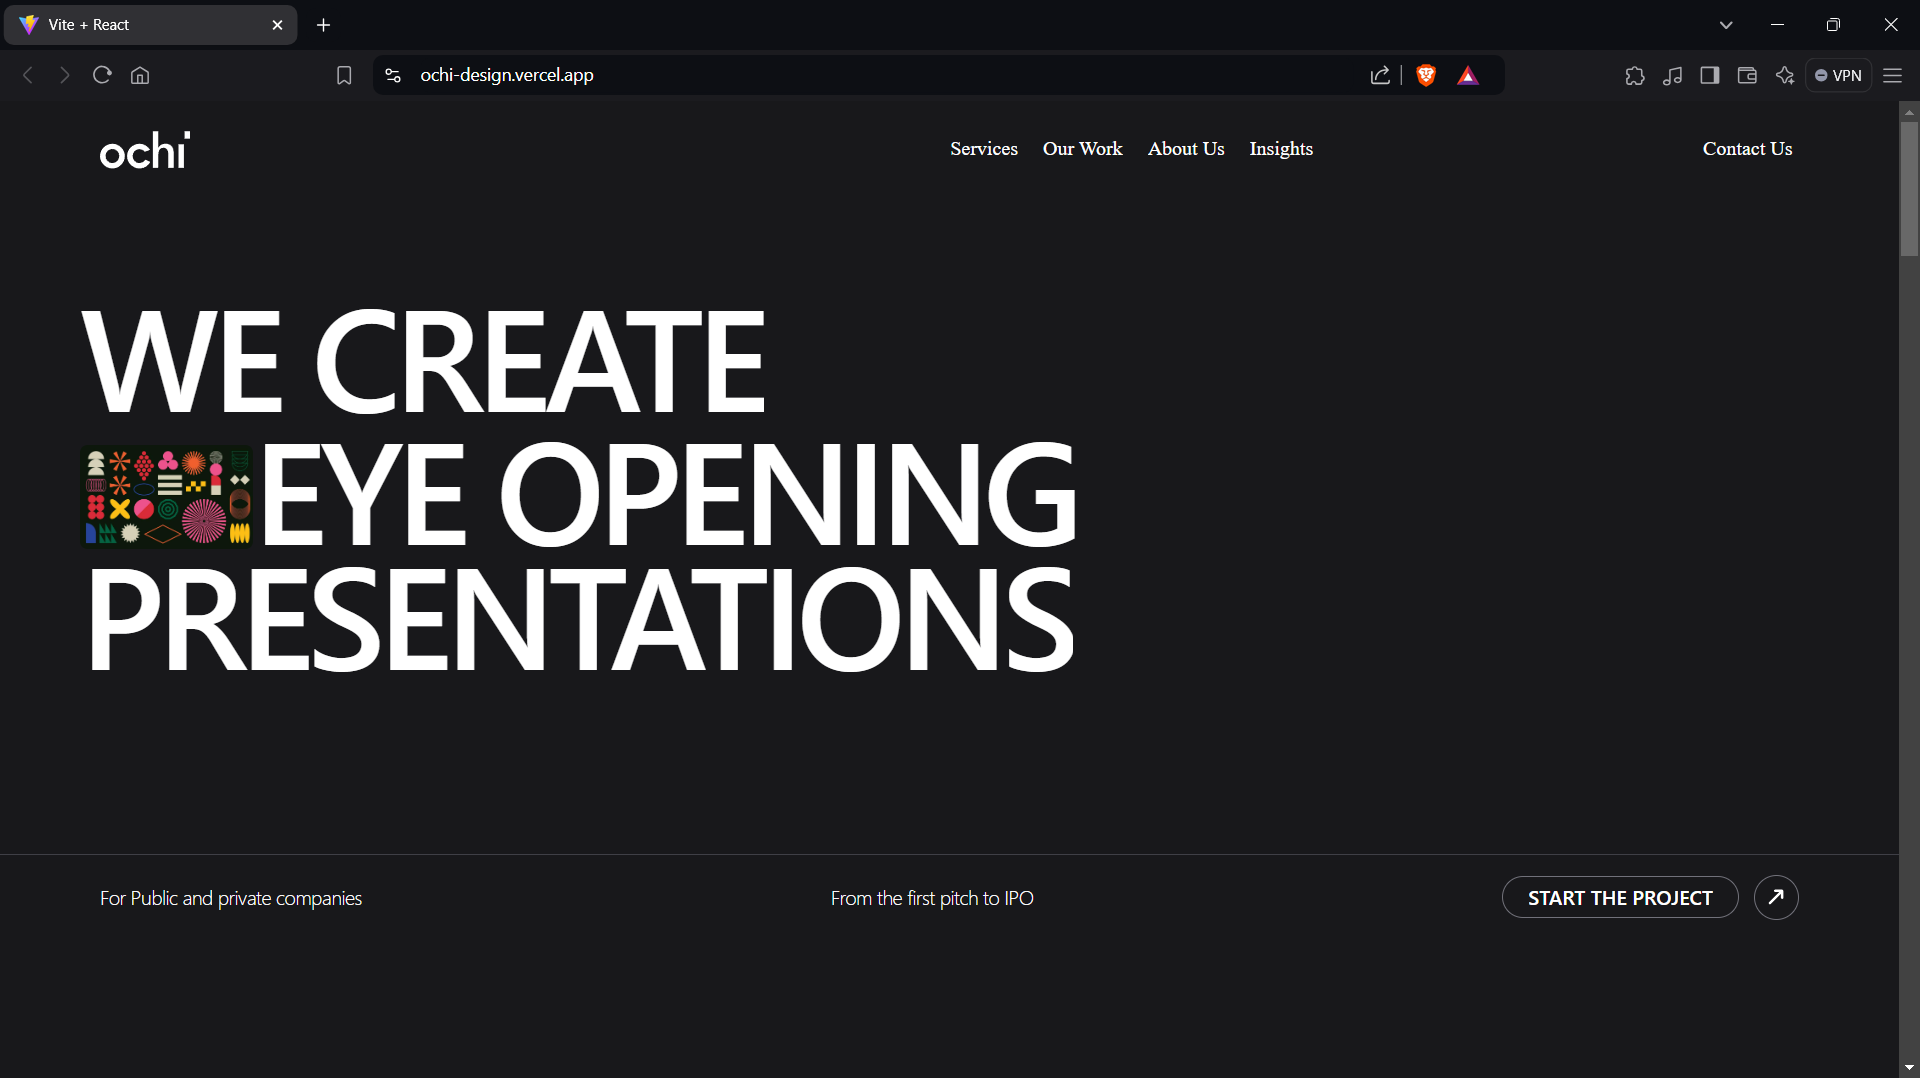 Vite + React
ochi-design.vercel.app
VPN
ochi
Services Our Work About Us Insights Contact Us
WE CREATE
EYE OPENING
PRESENTATIONS
For Public and private companies From the first pitch to IPO START THE PROJECT